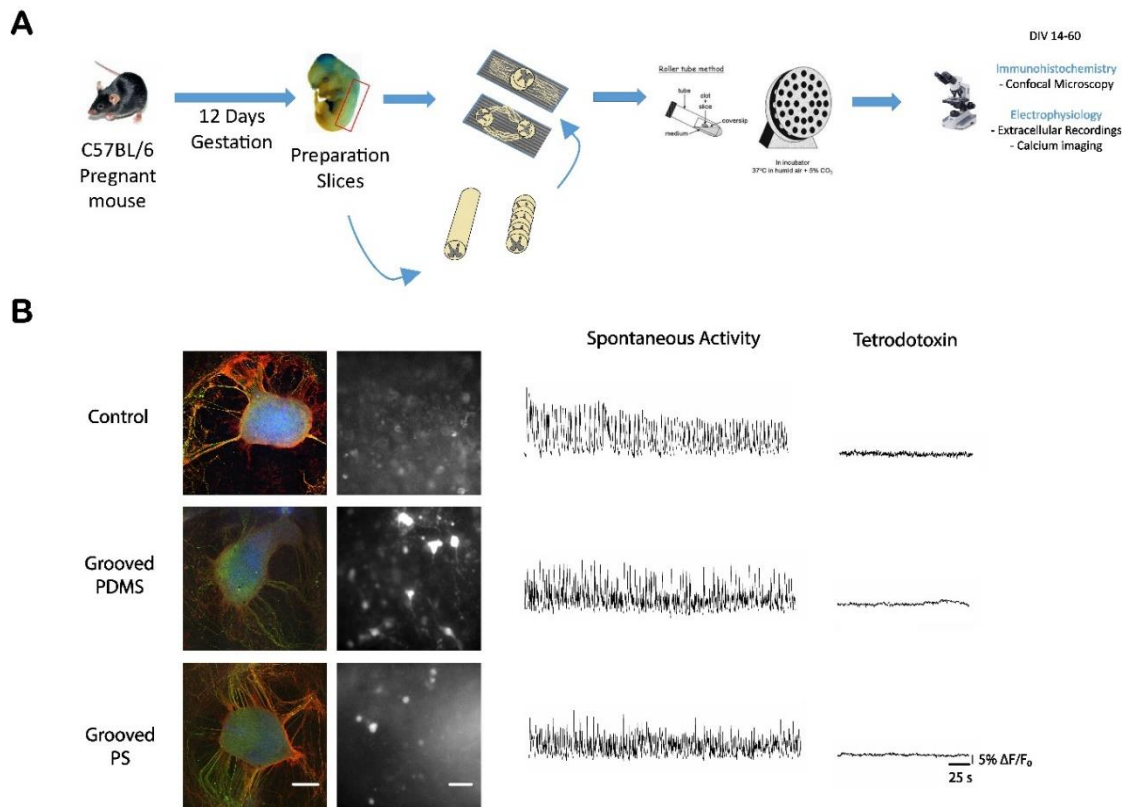 A
C57BL/6
Pregnant
mouse
12 Days
Gestation
Preparation
Slices
Roller tube method
tube
clot
+
slice
coverslip
medium
In incubator
37°C in humid air + 5% CO₂
DIV 14-60
Immunohistochemistry
- Confocal Microscopy
Electrophysiology
- Extracellular Recordings
- Calcium imaging
B
Spontaneous Activity
Tetrodotoxin
Control
Grooved
PDMS
Grooved
PS
5% ΔF/F₀
25 s